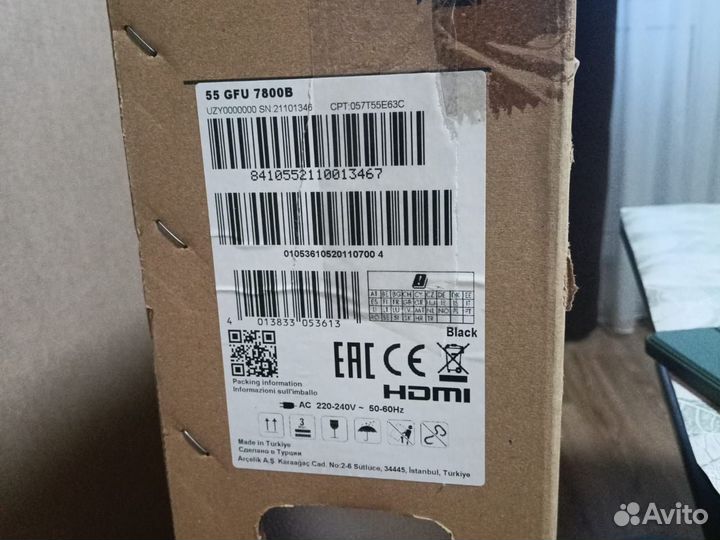 55 GFU 7800B
UZY0000000 SN:21101346 CPT:057T55E63C
8410552110013467
01053610520110700 4
4 013833 053613
Black
EAC CE
HDMI
Packing information
Informazioni sull'imballo
AC 220-240V ~ 50-60Hz
3
Made in Türkiye
Сделано в Турции
Arçelik A.Ş. Karaağaç Cad. No:2-6 Sütlüce, 34445, İstanbul, Türkiye
Avito